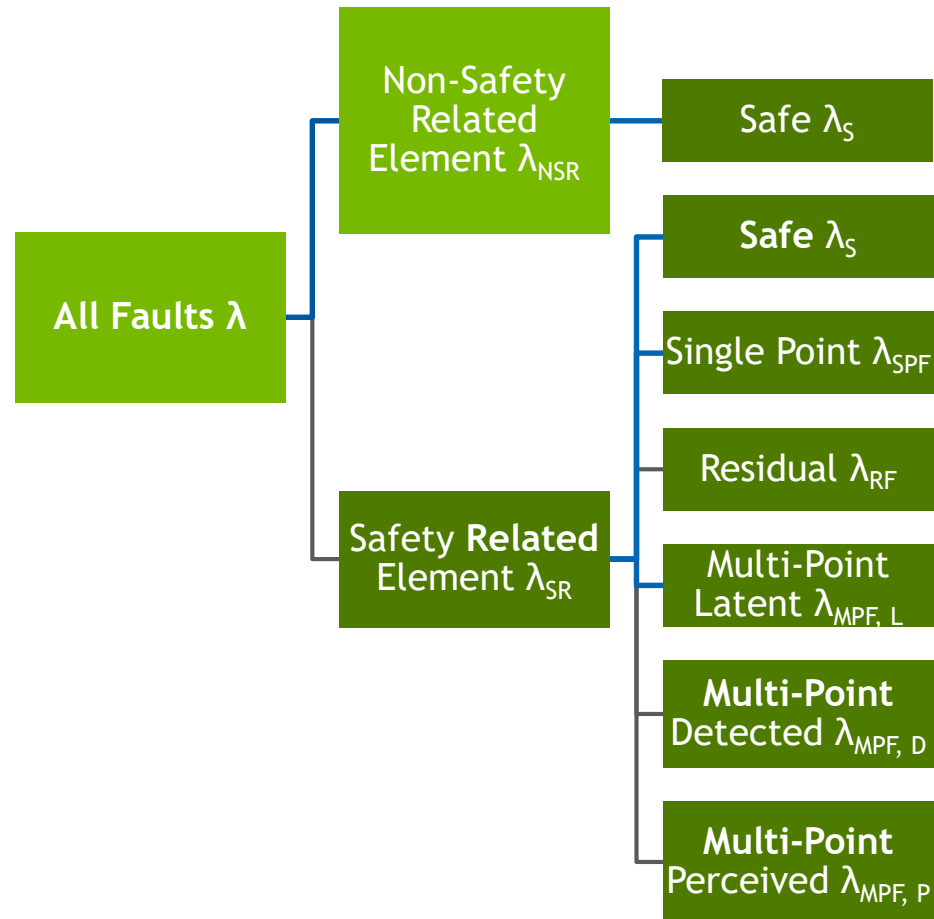 Non-Safety
Related
Element λNSR
Safe λS
Safe λS
All Faults λ
Single Point λSPF
Residual λRF
Safety Related
Element λSR
Multi-Point
Latent λMPF, L
Multi-Point
Detected λMPF, D
Multi-Point
Perceived λMPF, P